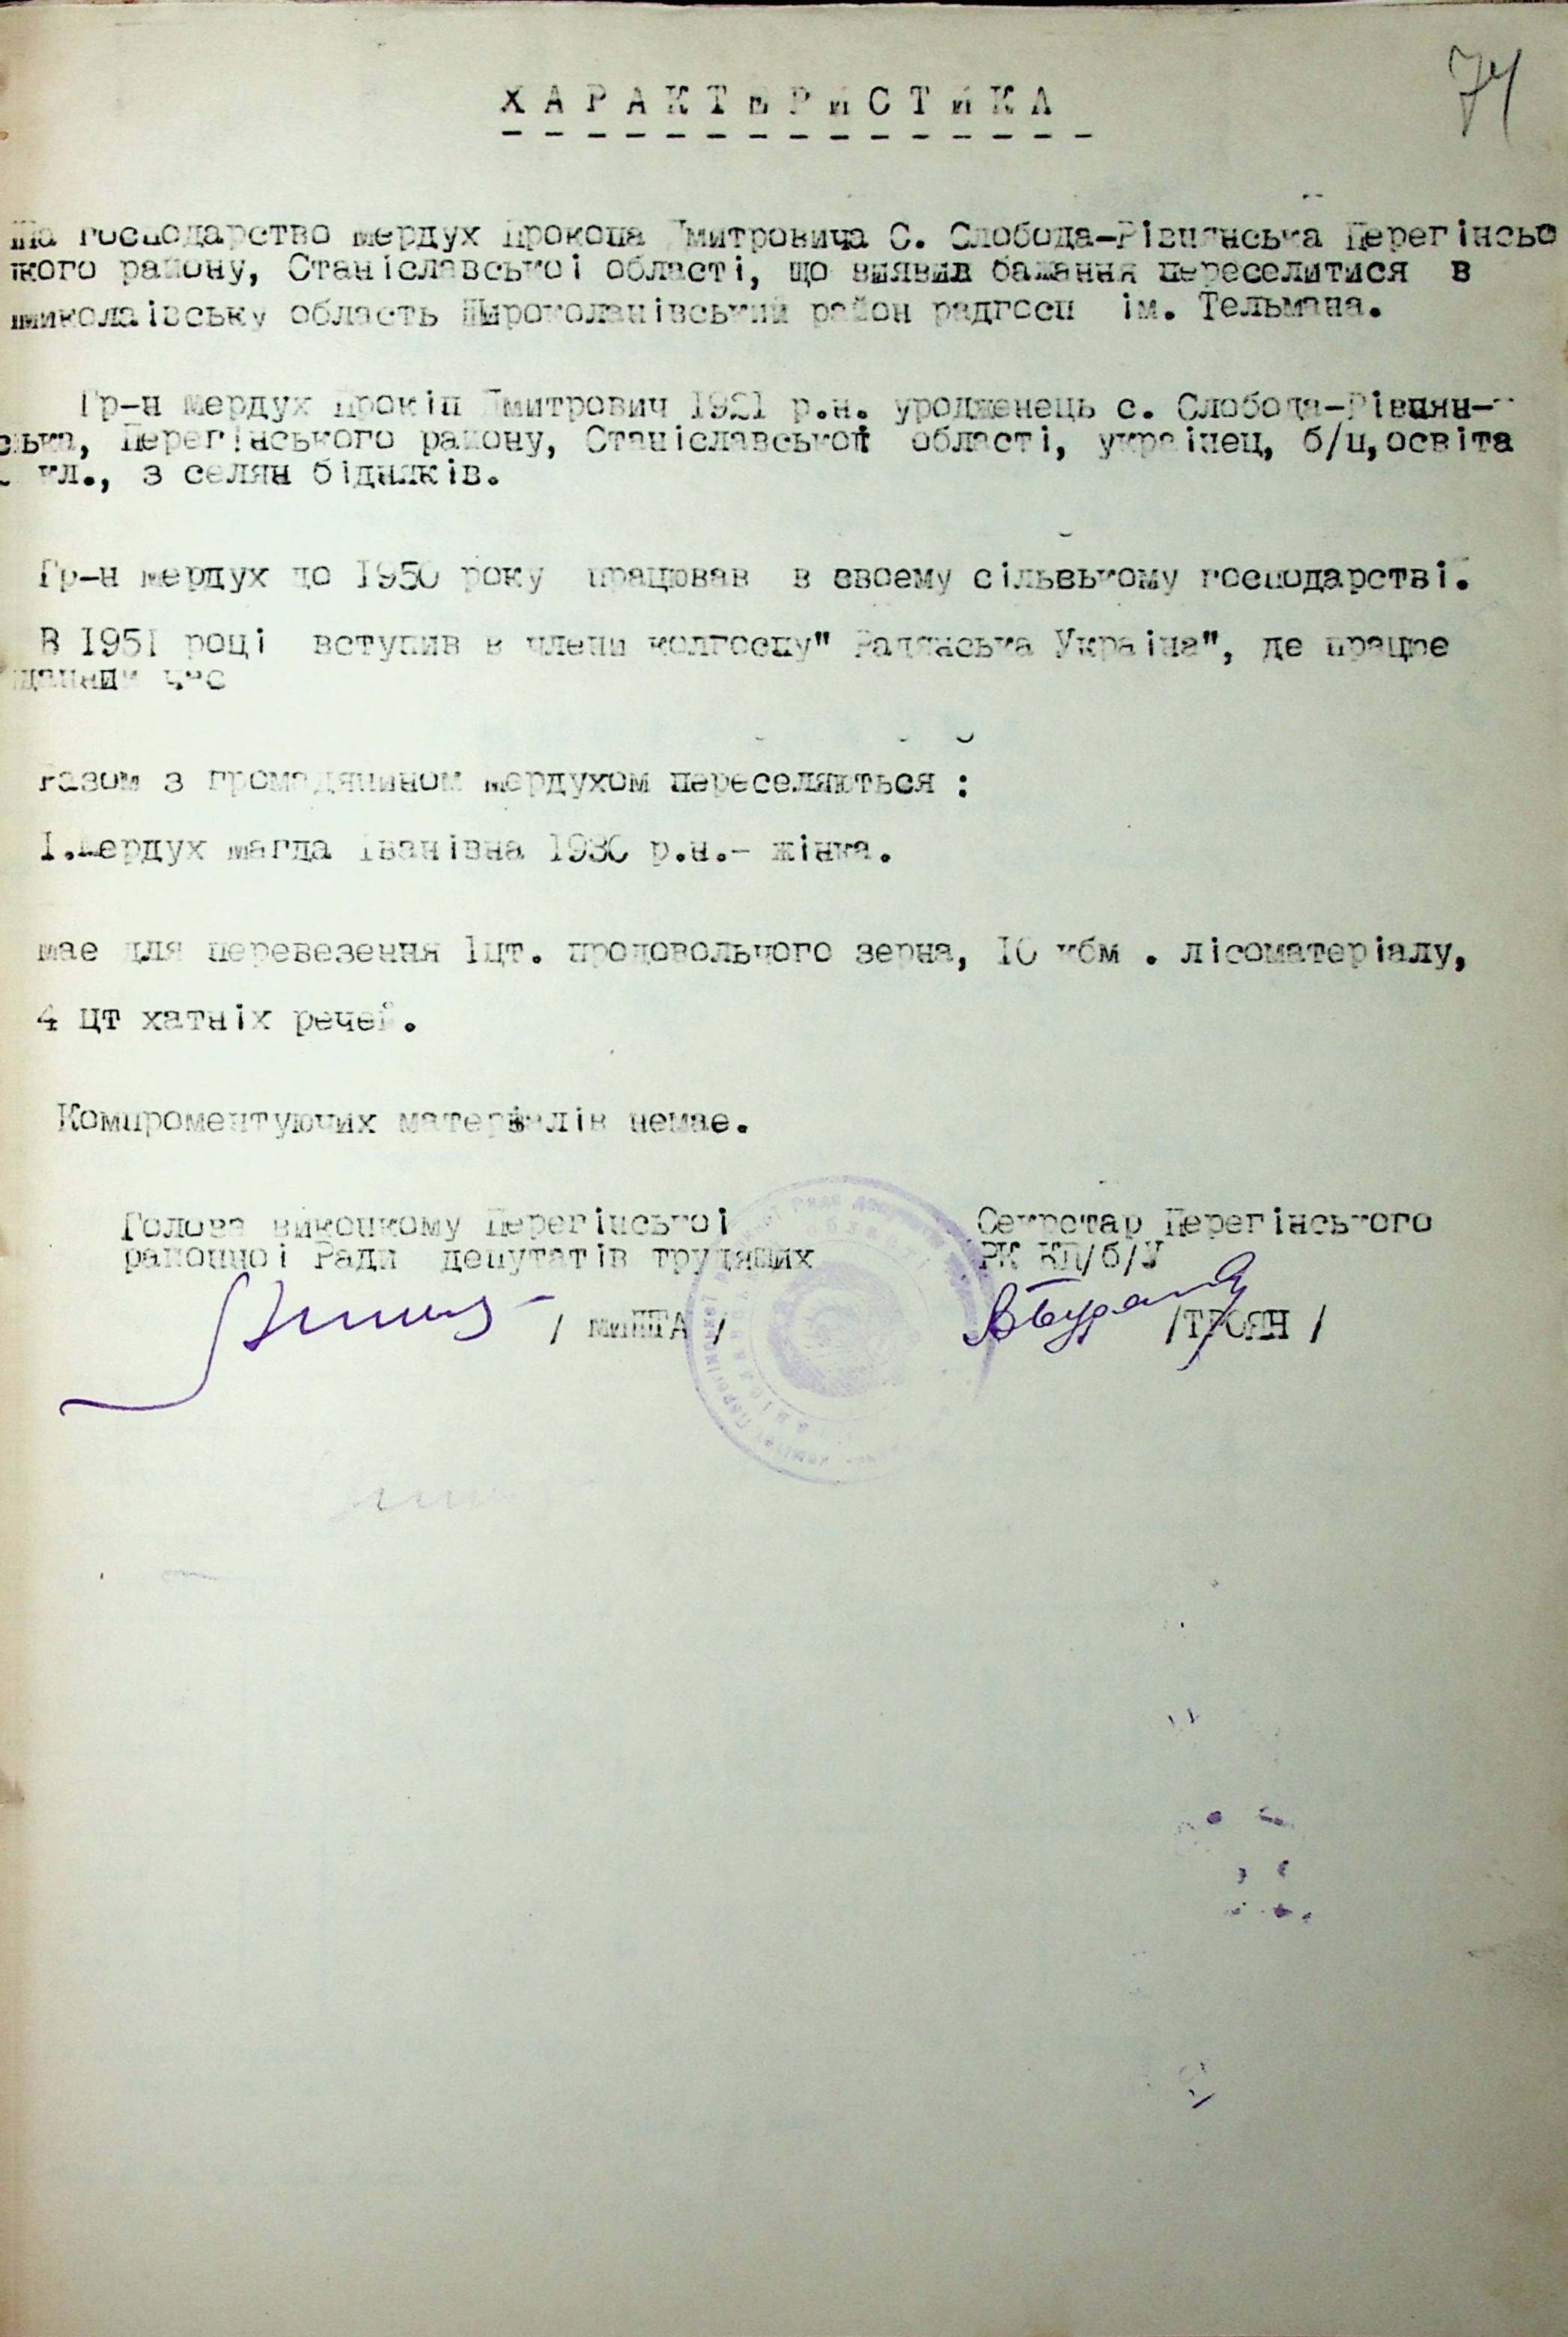 74
ХАРАКТЕРИСТИКА
На господарство Мердух Прокопа Дмитровича С. Слобода-Рівнянська Перегінсьо
кого району, Станіславської області, що виявив бажання переселитися в
Миколаївську область Широколанівський район радгосп ім. Тельмана.
Гр-н Мердух Прокіп Дмитрович 1921 р.н. уродженець с. Слобода-Рівнян-
ська, Перегінського району, Станіславської області, українец, б/п, освіта
кл., з селян бідняків.
Гр-н Мердух до 1950 року працював в своему сільському господарстві.
В 1951 році вступив в члени колгоспу" Радянська Україна", де працює
даний час
Разом з громадянином Мердухом переселяються :
I.Мердух Магда Іванівна 1930 р.н.- жінка.
має для перевезення 1цт. продовольчого зерна, 10 кбм . лісоматеріалу,
4 цт хатніх речей.
Компроментуючих матеріалів немає.
Голова виконкому Перегінської
районної Ради депутатів трудящих
/ МИГГА /
Секретар Перегінського
РК КП/б/У
/ТРОЯН /